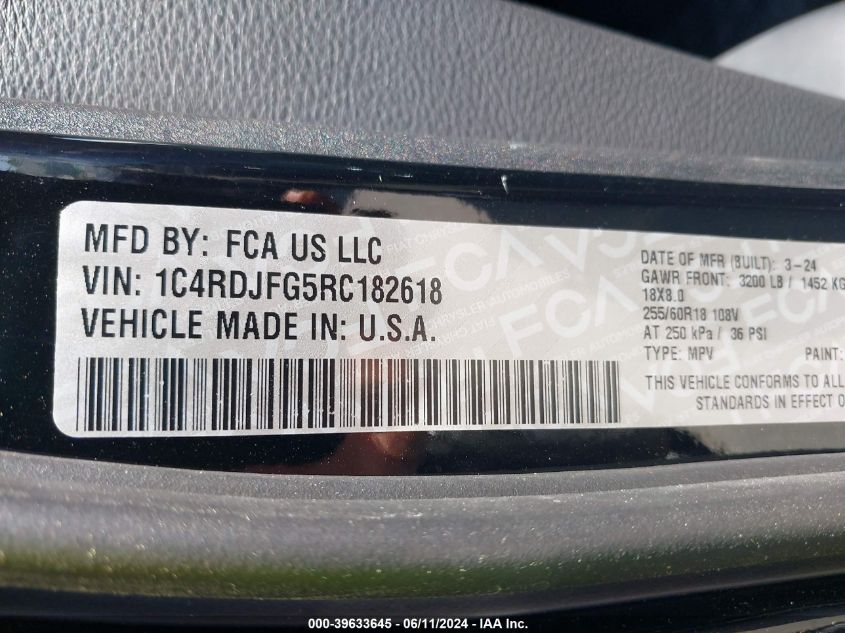 MFD BY: FCA US LLC
VIN: 1C4RDJFG5RC182618
VEHICLE MADE IN: U.S.A.
DATE OF MFR (BUILT): 3-24
GAWR FRONT: 3200 LB / 1452 KG
18X8.0
255/60R18 108V
AT 250 kPa / 36 PSI
TYPE: MPV PAINT:
THIS VEHICLE CONFORMS TO ALL
STANDARDS IN EFFECT O
000-39633645 - 06/11/2024 - IAA Inc.